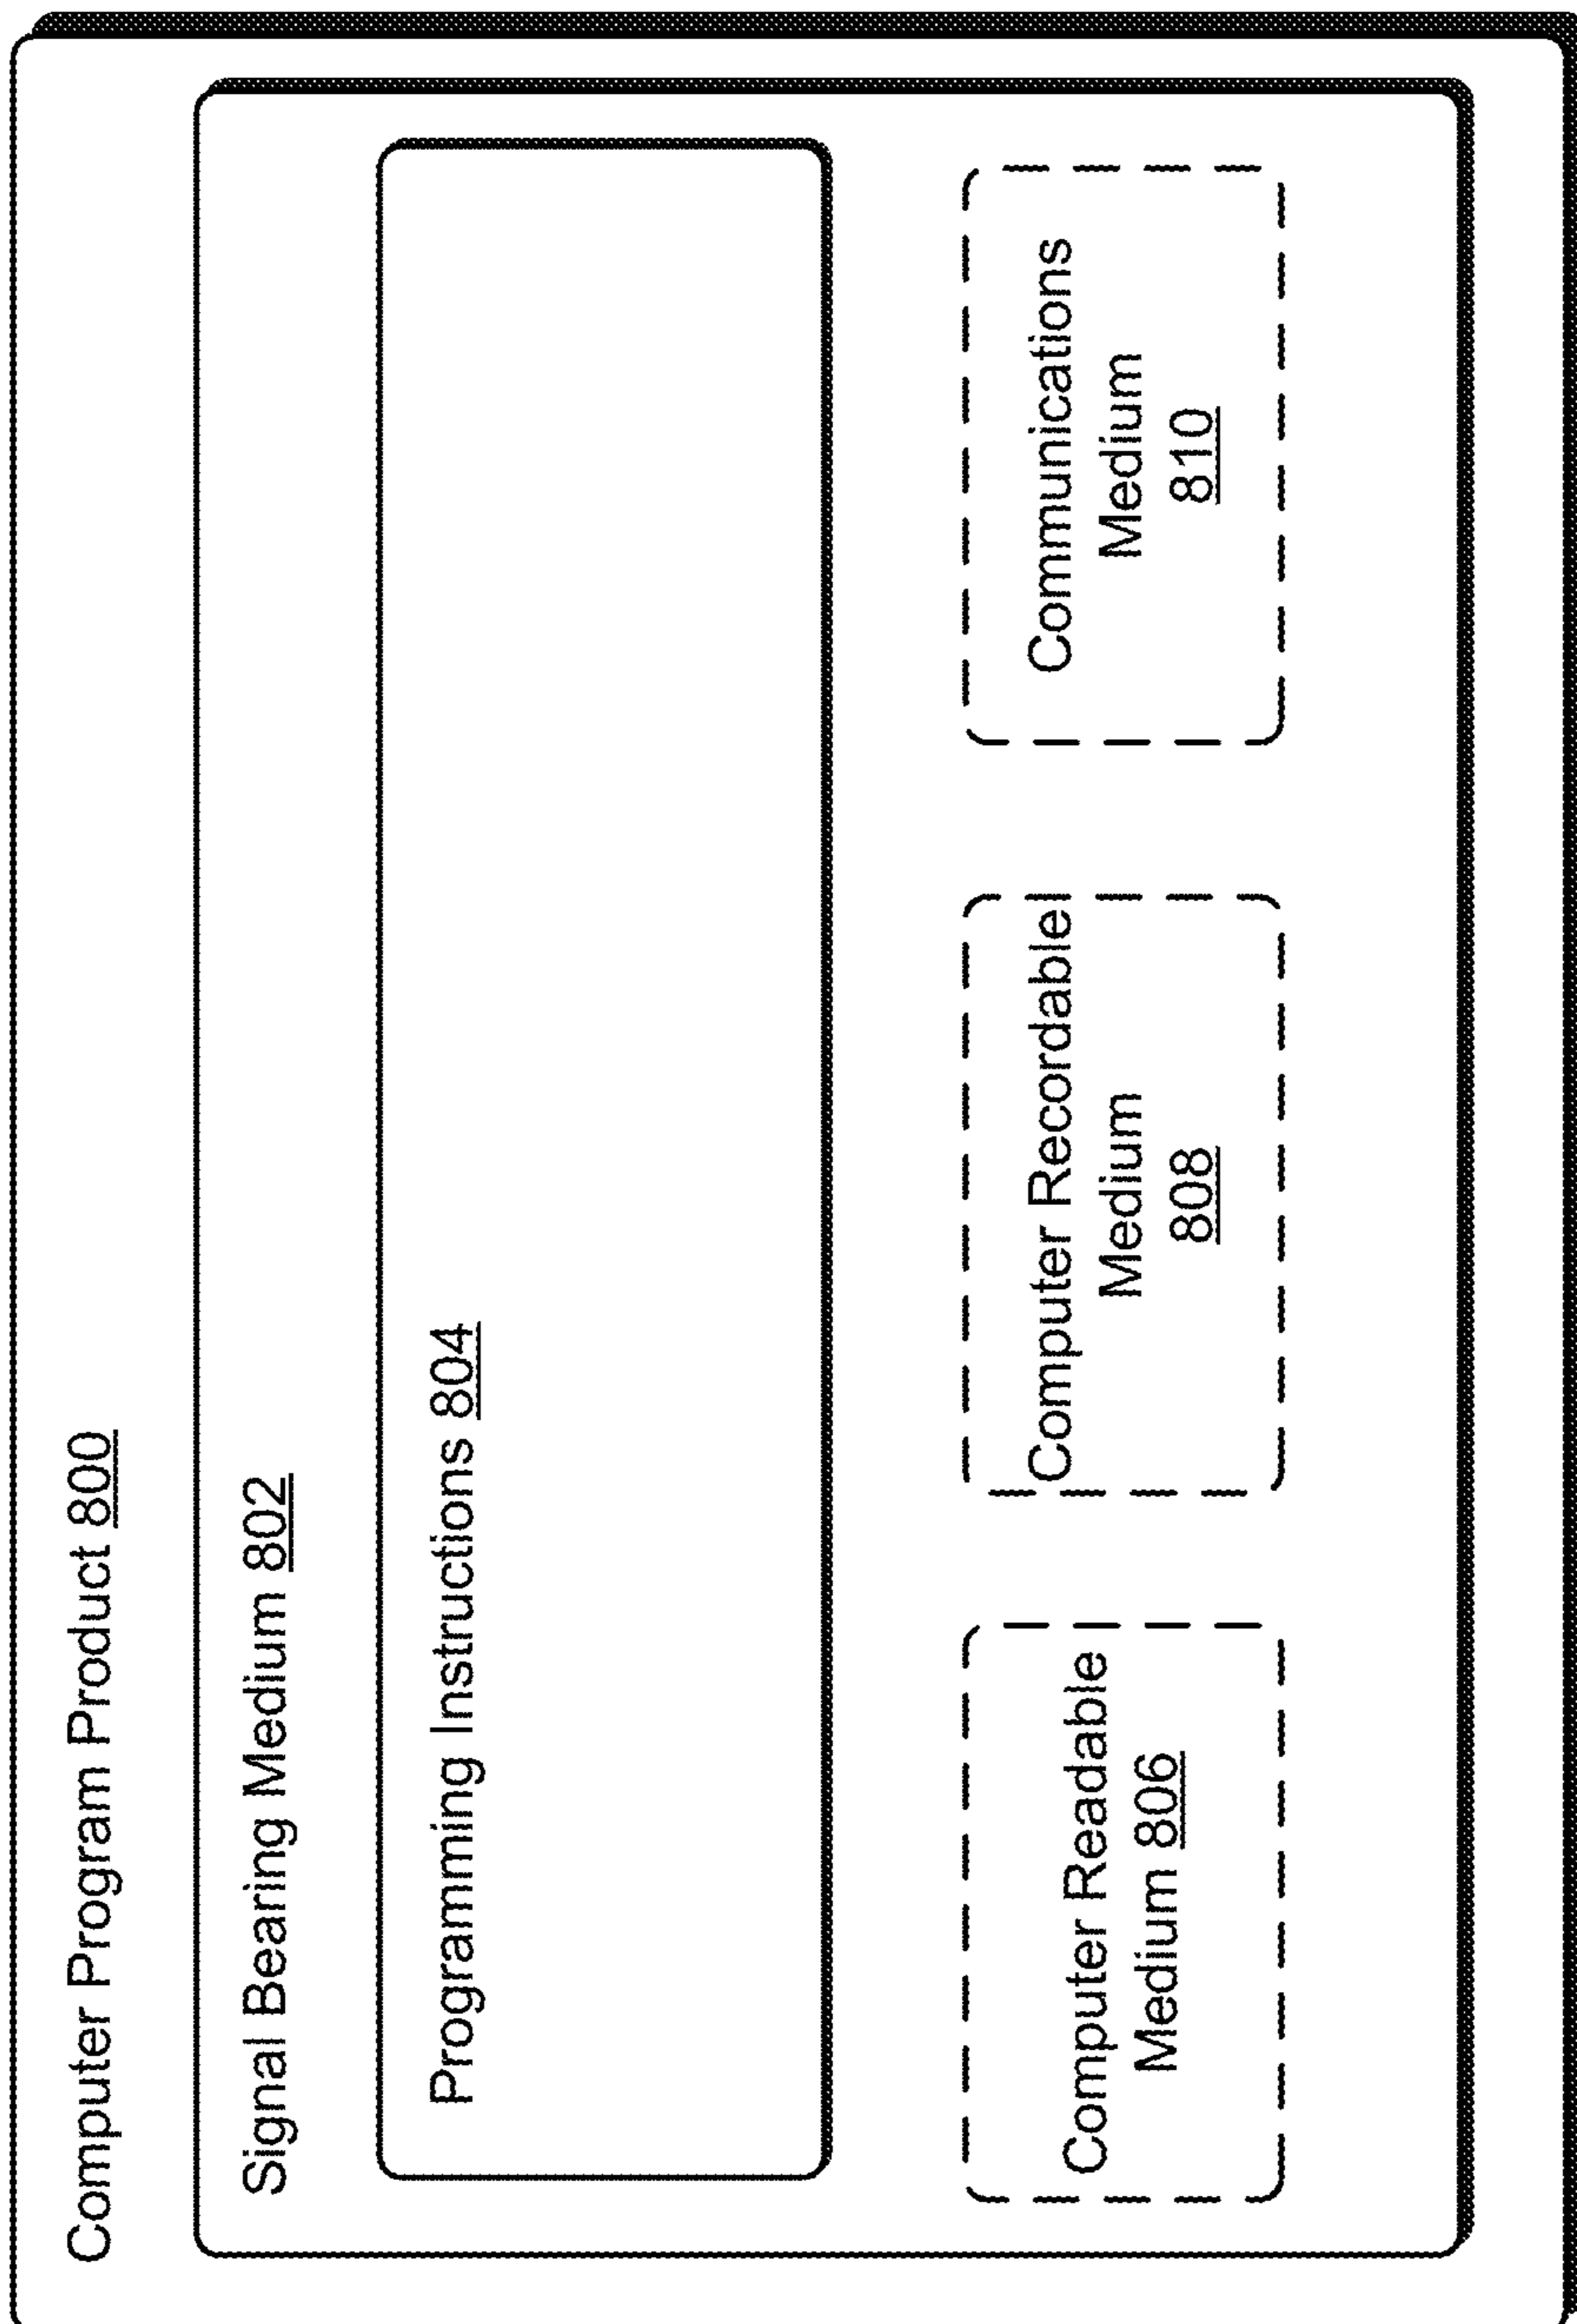 Computer Program Product 800
Signal Bearing Medium 802
Programming Instructions 804
Computer Readable
Medium 806
Computer Recordable
Medium
808
Communications
Medium
810